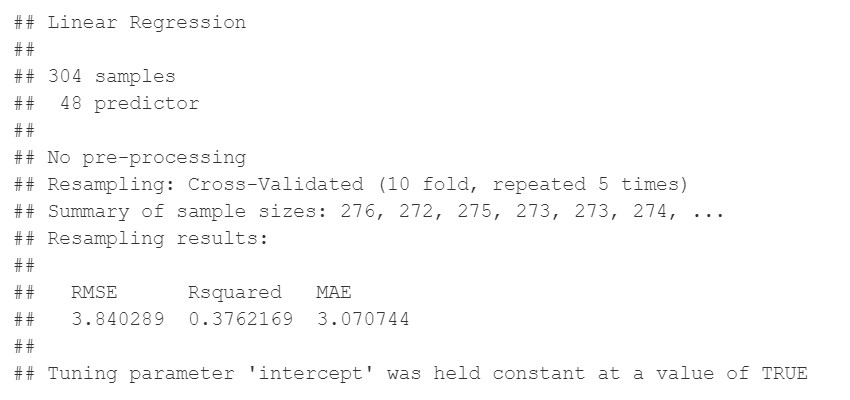 ## Linear Regression
##
## 304 samples
##  48 predictor
##
## No pre-processing
## Resampling: Cross-Validated (10 fold, repeated 5 times)
## Summary of sample sizes: 276, 272, 275, 273, 273, 274, ...
## Resampling results:
##
##   RMSE      Rsquared   MAE
##   3.840289  0.3762169  3.070744
##
## Tuning parameter 'intercept' was held constant at a value of TRUE